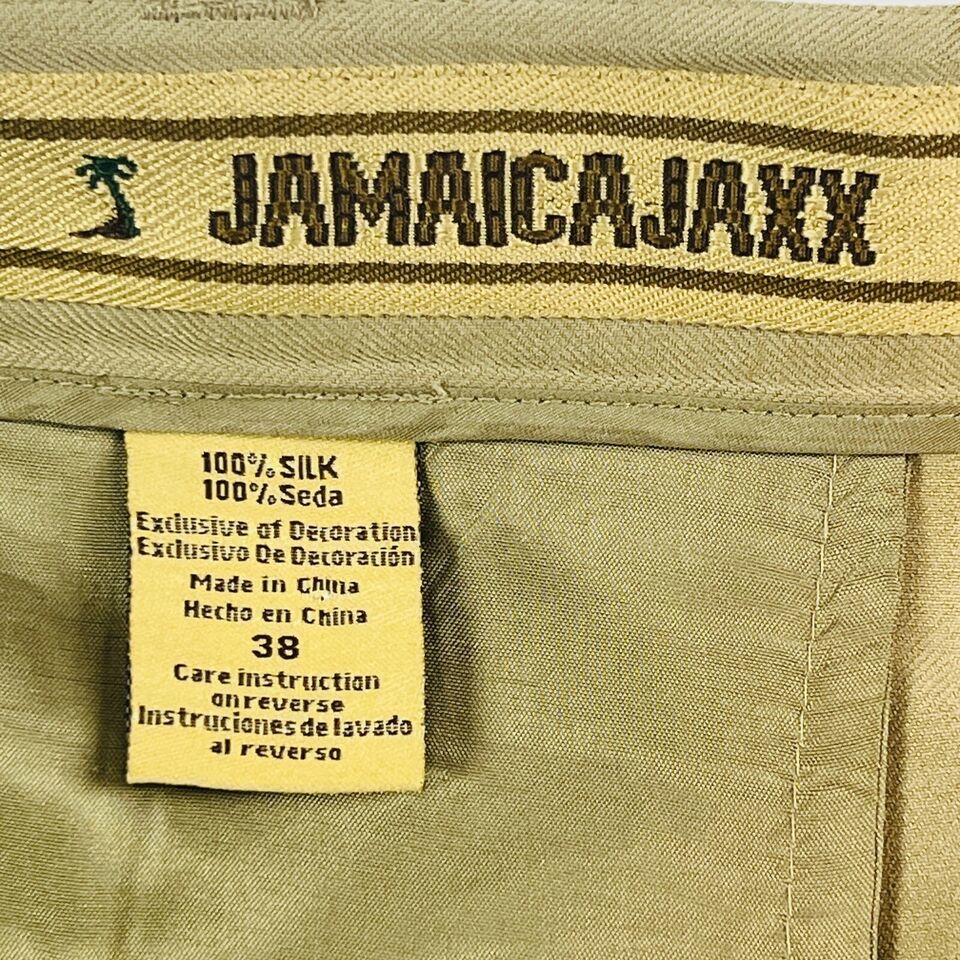 JAMAICAJAXX
100% SILK
100% Seda
Exclusive of Decoration
Exclusivo De Decoración
Made in China
Hecho en China
38
Care instruction
on reverse
Instruciones de lavado
al reverso